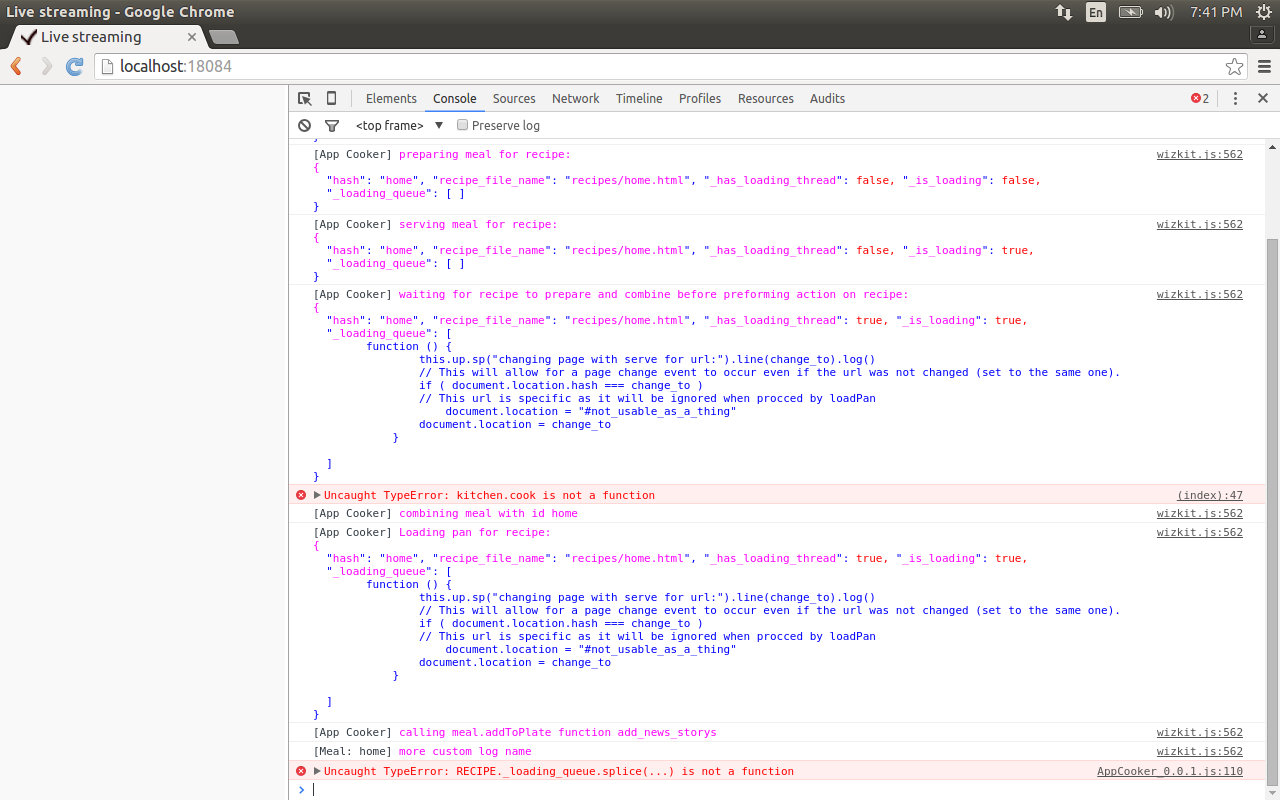 Live streaming - Google Chrome
En
7:41 PM
Live streaming
localhost:18084
Elements Console Sources Network Timeline Profiles Resources Audits
2
<top frame>
Preserve log
}
[App Cooker] preparing meal for recipe: wizkit.js:562
{
"hash": "home", "recipe_file_name": "recipes/home.html", "_has_loading_thread": false, "_is_loading": false,
"_loading_queue": [ ]
}
[App Cooker] serving meal for recipe: wizkit.js:562
{
"hash": "home", "recipe_file_name": "recipes/home.html", "_has_loading_thread": false, "_is_loading": true,
"_loading_queue": [ ]
}
[App Cooker] waiting for recipe to prepare and combine before preforming action on recipe: wizkit.js:562
{
"hash": "home", "recipe_file_name": "recipes/home.html", "_has_loading_thread": true, "_is_loading": true,
"_loading_queue": [
function () {
this.up.sp("changing page with serve for url:").line(change_to).log()
// This will allow for a page change event to occur even if the url was not changed (set to the same one).
if ( document.location.hash === change_to )
// This url is specific as it will be ignored when procced by loadPan
document.location = "#not_usable_as_a_thing"
document.location = change_to
}
]
}
Uncaught TypeError: kitchen.cook is not a function (index):47
[App Cooker] combining meal with id home wizkit.js:562
[App Cooker] Loading pan for recipe: wizkit.js:562
{
"hash": "home", "recipe_file_name": "recipes/home.html", "_has_loading_thread": true, "_is_loading": true,
"_loading_queue": [
function () {
this.up.sp("changing page with serve for url:").line(change_to).log()
// This will allow for a page change event to occur even if the url was not changed (set to the same one).
if ( document.location.hash === change_to )
// This url is specific as it will be ignored when procced by loadPan
document.location = "#not_usable_as_a_thing"
document.location = change_to
}
]
}
[App Cooker] calling meal.addToPlate function add_news_storys wizkit.js:562
[Meal: home] more custom log name wizkit.js:562
Uncaught TypeError: RECIPE._loading_queue.splice(...) is not a function AppCooker_0.0.1.js:110